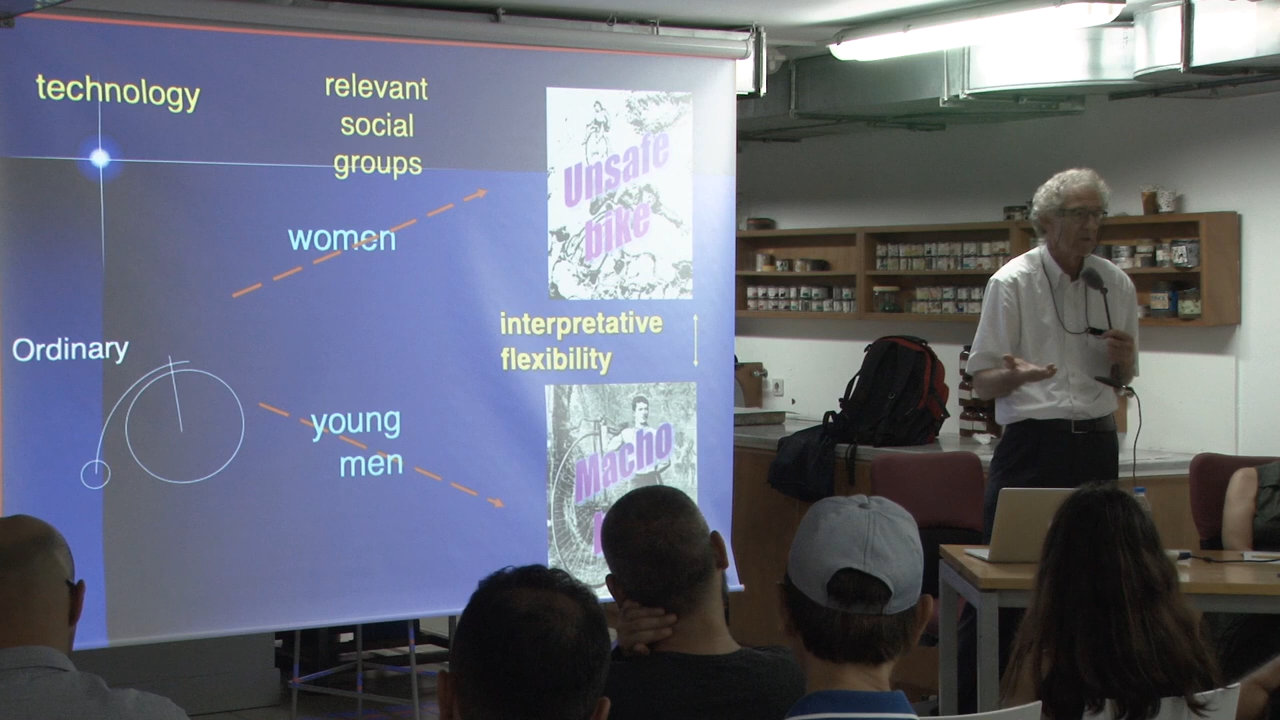 technology
relevant
social
groups
Unsafe
bike
women
interpretative
flexibility
Ordinary
young
men
Macho